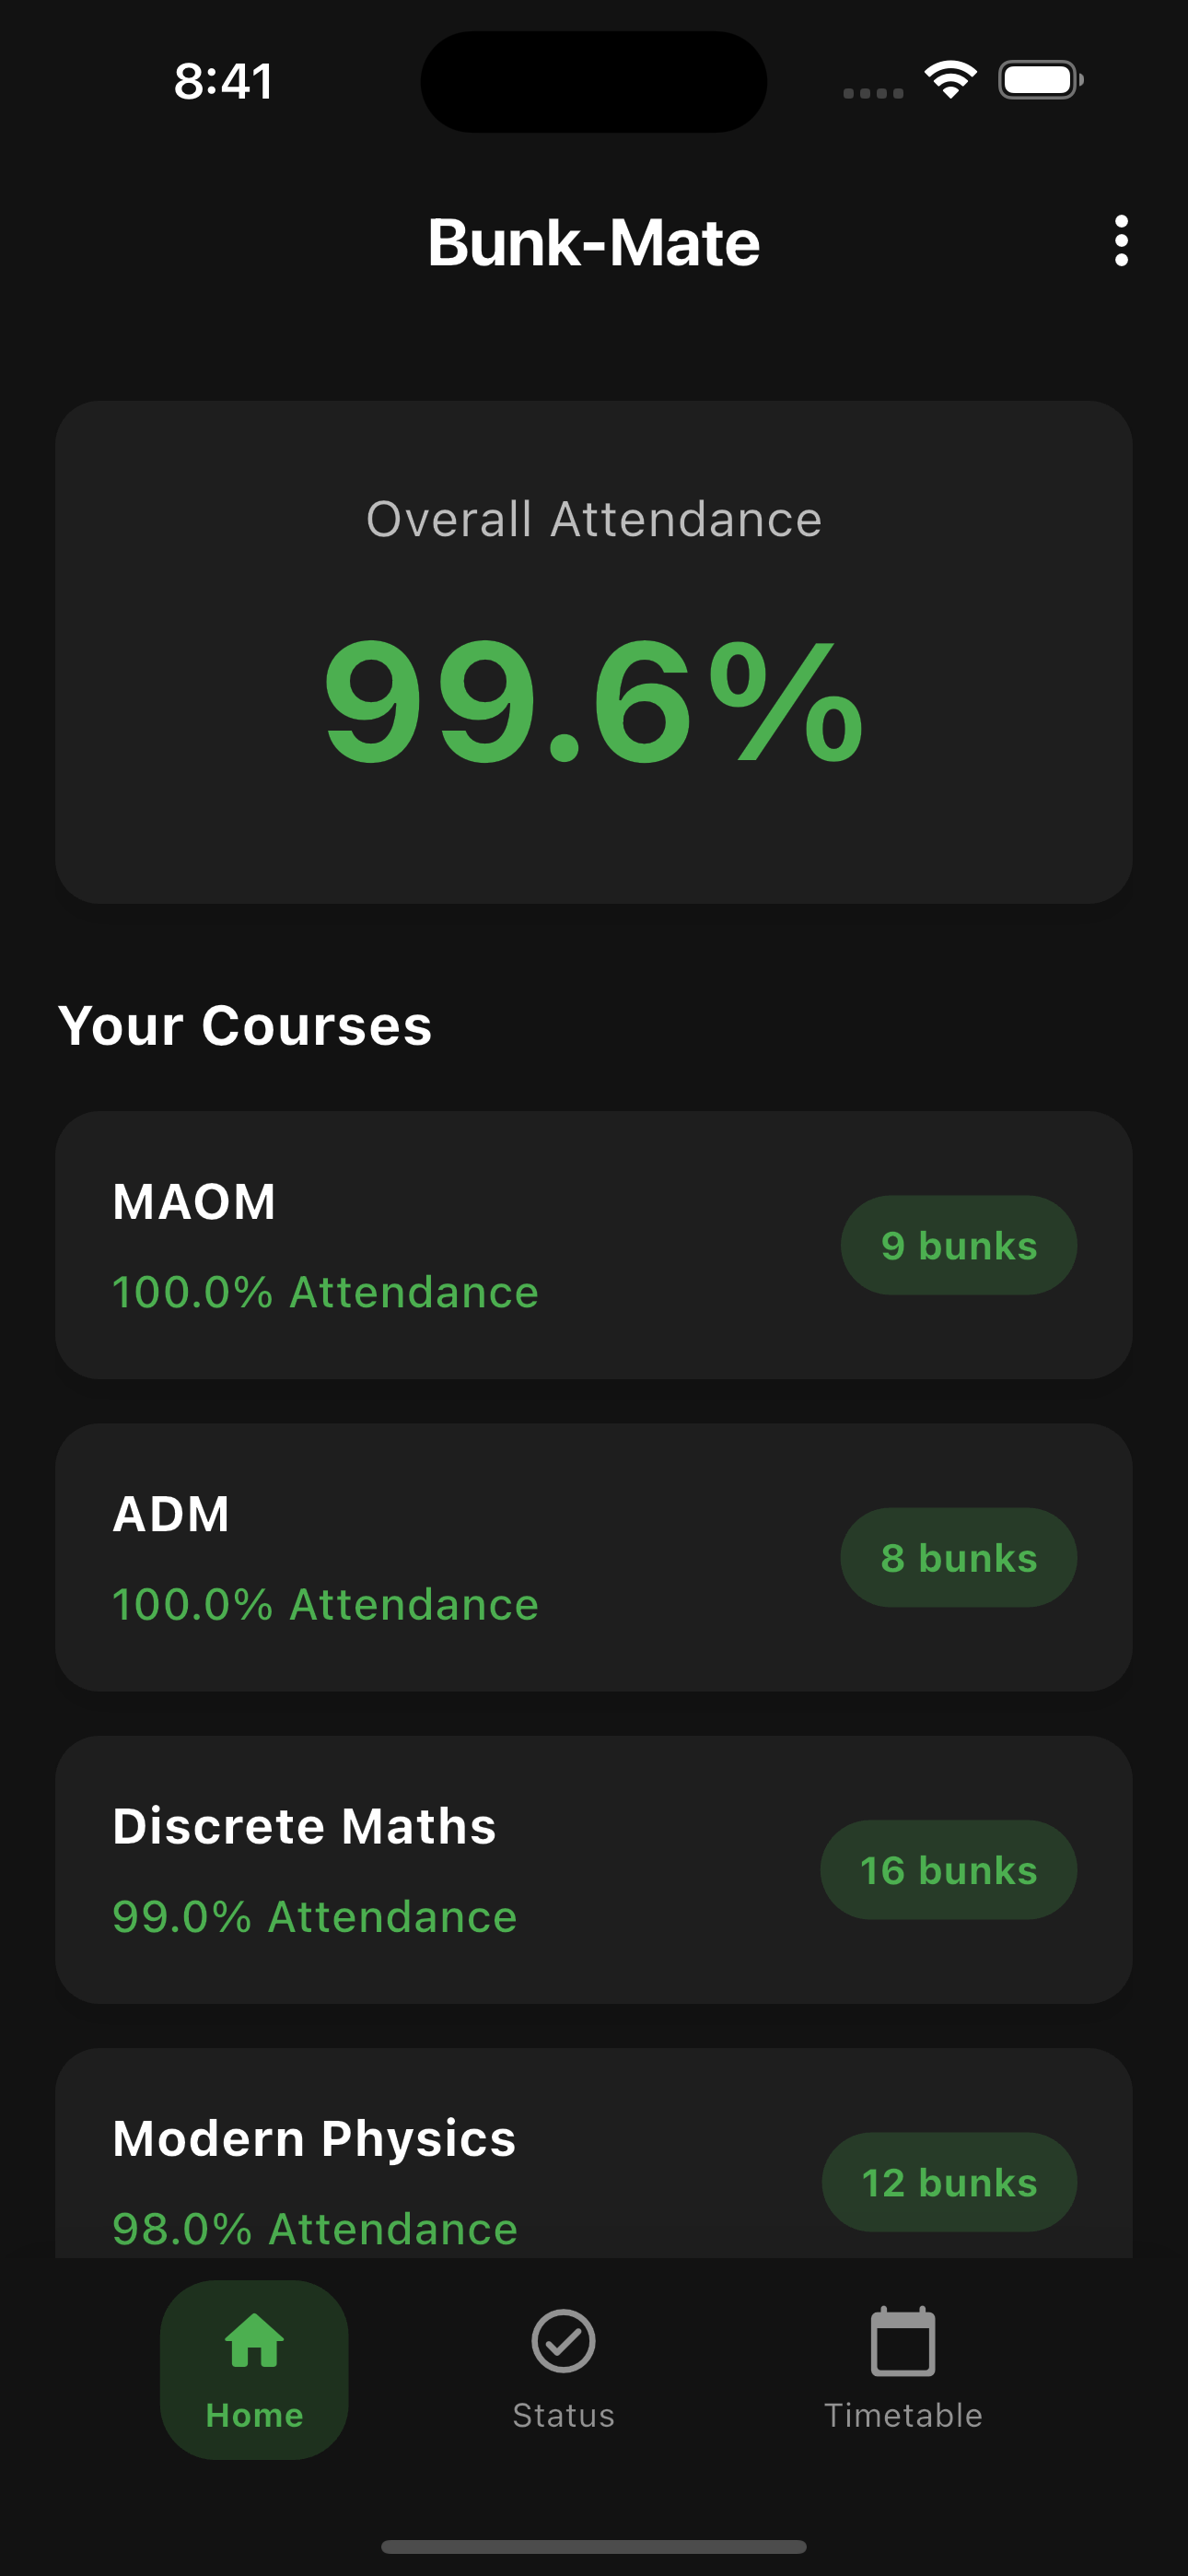 8:41
Bunk-Mate
Overall Attendance
99.6%
Your Courses
MAOM
100.0% Attendance
9 bunks
ADM
100.0% Attendance
8 bunks
Discrete Maths
99.0% Attendance
16 bunks
Modern Physics
98.0% Attendance
12 bunks
Home
Status
Timetable